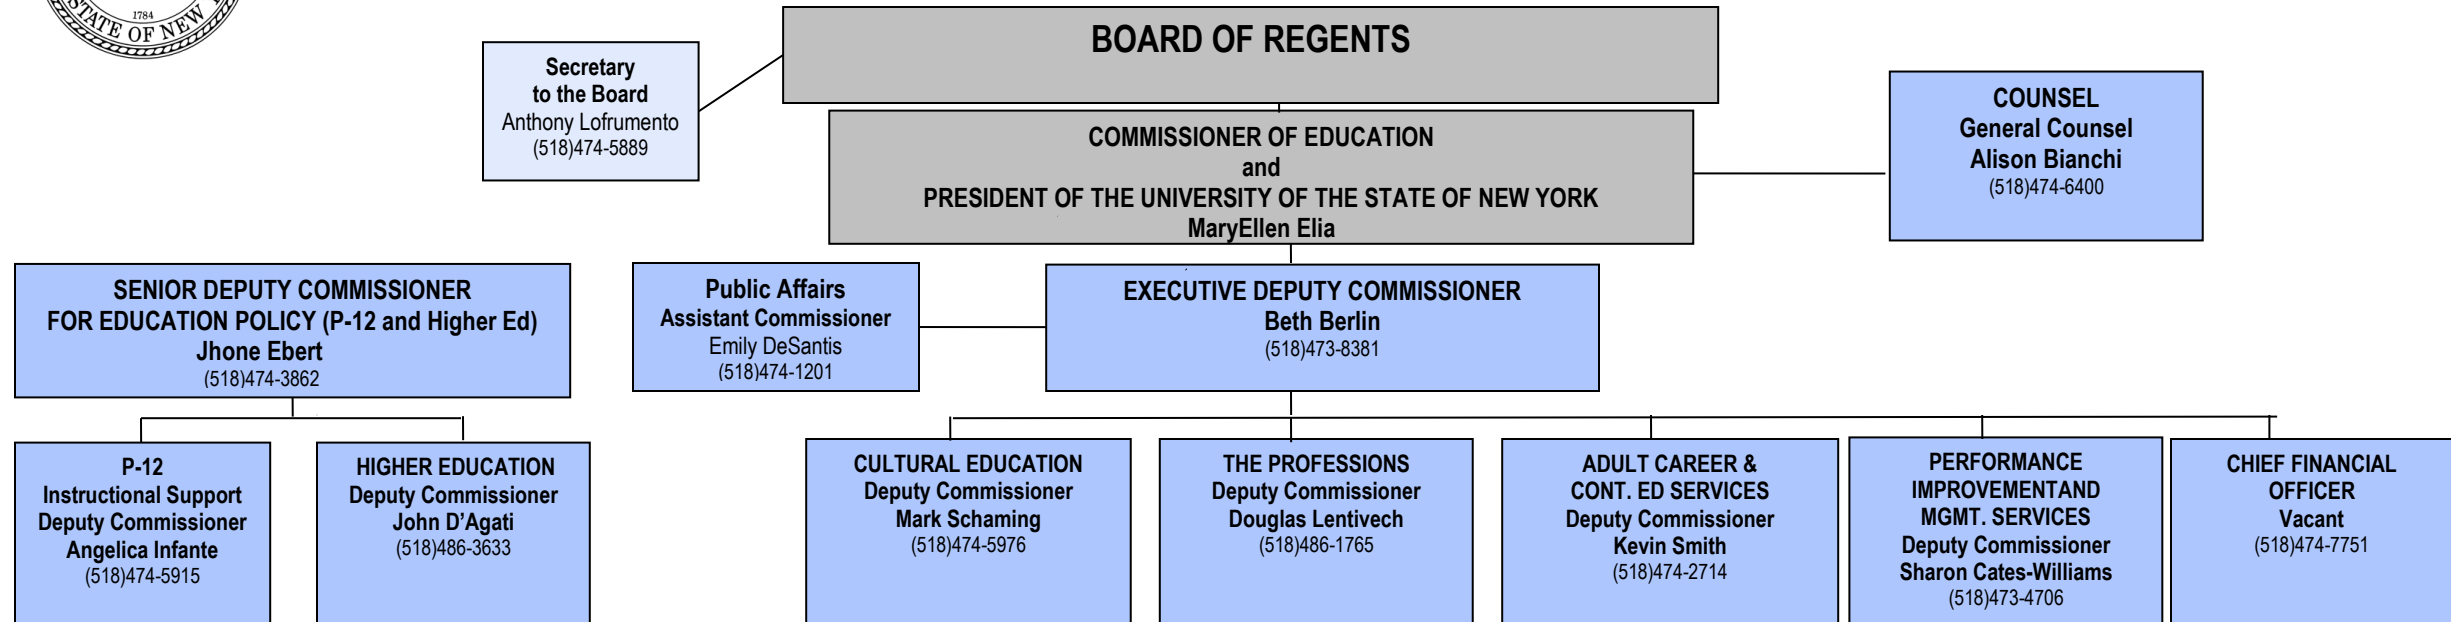 1784
STATE OF NEW
BOARD OF REGENTS
Secretary
to the Board
Anthony Lofrumento
(518)474-5889
COMMISSIONER OF EDUCATION
and
PRESIDENT OF THE UNIVERSITY OF THE STATE OF NEW YORK
MaryEllen Elia
COUNSEL
General Counsel
Alison Bianchi
(518)474-6400
SENIOR DEPUTY COMMISSIONER
FOR EDUCATION POLICY (P-12 and Higher Ed)
Jhone Ebert
(518)474-3862
Public Affairs
Assistant Commissioner
Emily DeSantis
(518)474-1201
EXECUTIVE DEPUTY COMMISSIONER
Beth Berlin
(518)473-8381
P-12
Instructional Support
Deputy Commissioner
Angelica Infante
(518)474-5915
HIGHER EDUCATION
Deputy Commissioner
John D’Agati
(518)486-3633
CULTURAL EDUCATION
Deputy Commissioner
Mark Schaming
(518)474-5976
THE PROFESSIONS
Deputy Commissioner
Douglas Lentivech
(518)486-1765
ADULT CAREER &
CONT. ED SERVICES
Deputy Commissioner
Kevin Smith
(518)474-2714
PERFORMANCE
IMPROVEMENTAND
MGMT. SERVICES
Deputy Commissioner
Sharon Cates-Williams
(518)473-4706
CHIEF FINANCIAL
OFFICER
Vacant
(518)474-7751